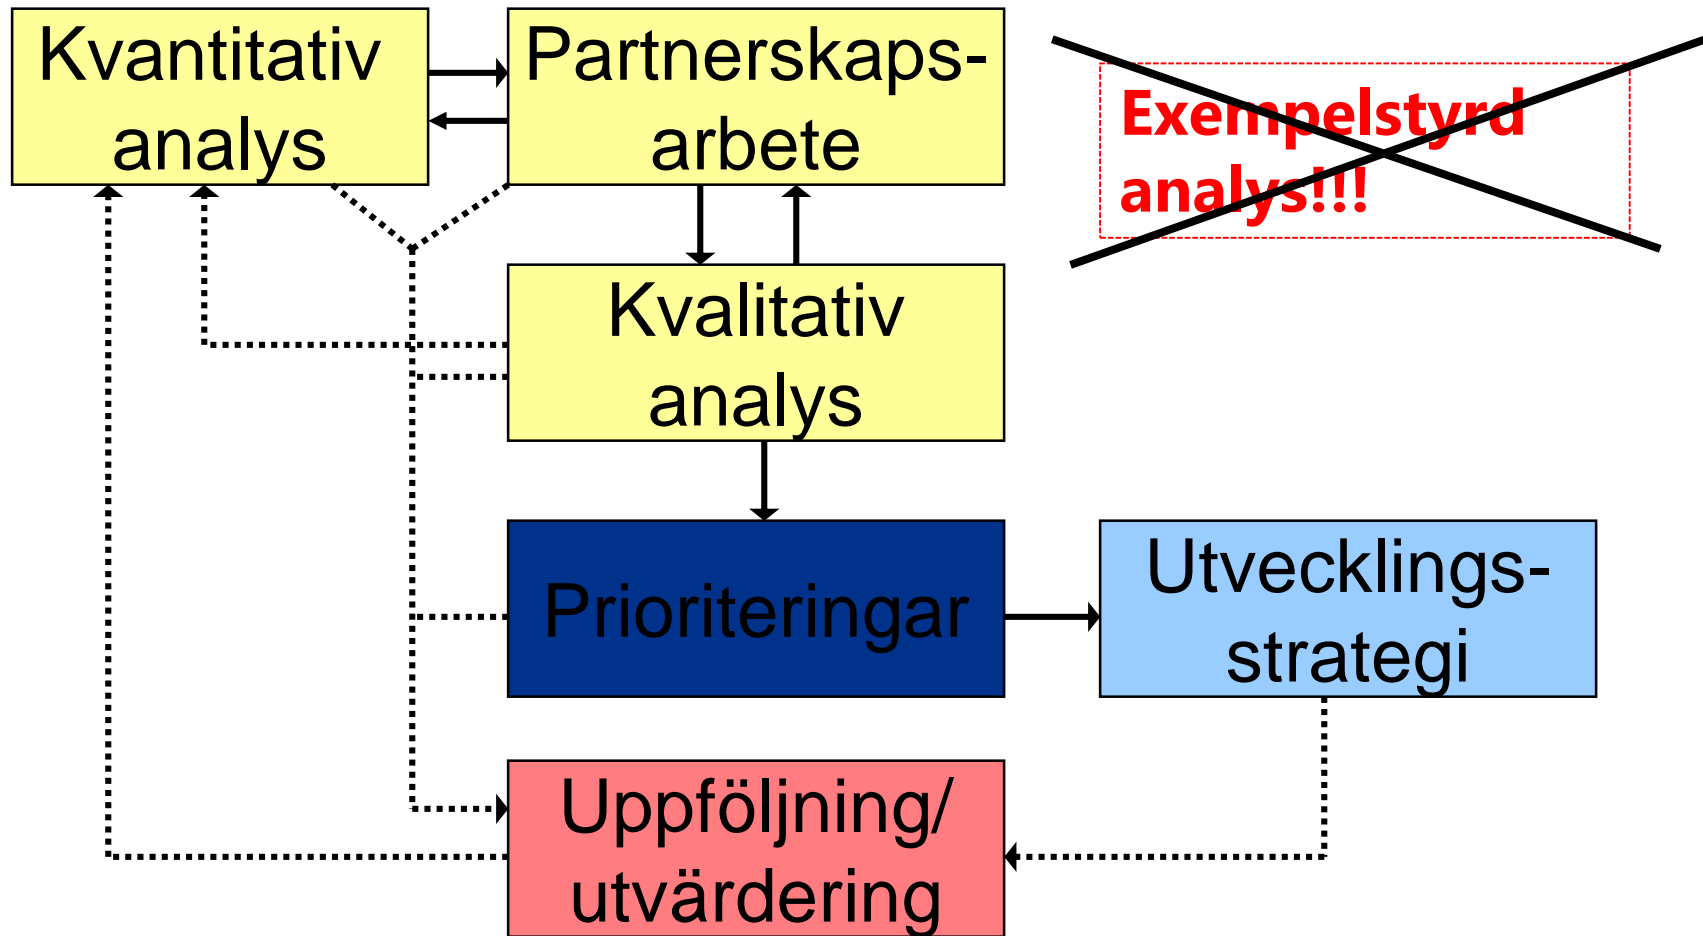 Kvantitativ
analys
Partnerskaps-
arbete
Exempelstyrd
analys!!!
Kvalitativ
analys
Prioriteringar
Utvecklings-
strategi
Uppföljning/
utvärdering